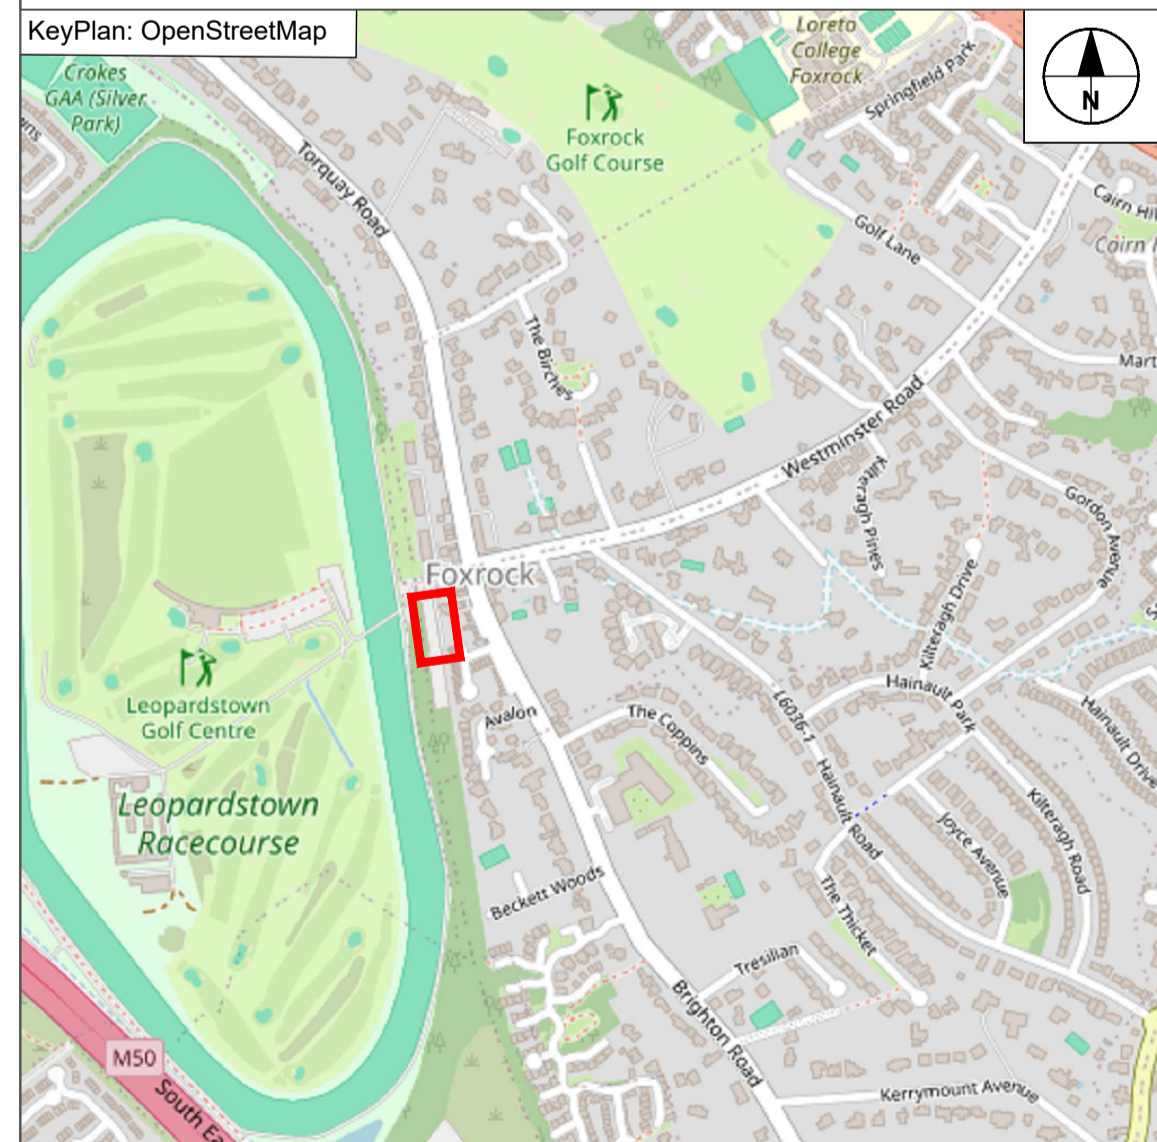 KeyPlan: OpenStreetMap
N
Loreto
College
Foxrock
Springfield Park
Crokes
GAA (Silver
Park)
Foxrock
Golf Course
Torquay Road
Golf Lane
Cairn
The Birches
Westminster Road
Kilteragh Pines
Gordon Avenue
Foxrock
Kilteragh Drive
Leopardstown
Golf Centre
Avalon
The Coppins
L6036-1
Hainault Park
Hainault Drive
Leopardstown
Racecourse
Hainault Road
Joyce Avenue
Kilteragh Road
Beckett Woods
The Thicket
Tresilian
Brighton Road
M50
South
Kerrymount Avenue